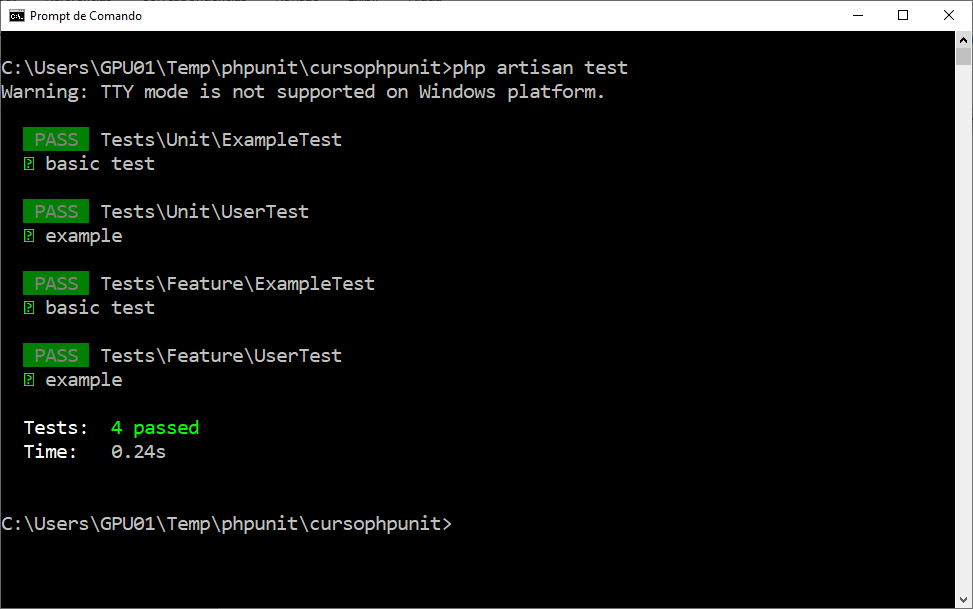 Prompt de Comando
C:\Users\GPU01\Temp\phpunit\cursophpunit>php artisan test
Warning: TTY mode is not supported on Windows platform.
PASS Tests\Unit\ExampleTest
basic test
PASS Tests\Unit\UserTest
example
PASS Tests\Feature\ExampleTest
basic test
PASS Tests\Feature\UserTest
example
Tests: 4 passed
Time: 0.24s
C:\Users\GPU01\Temp\phpunit\cursophpunit>